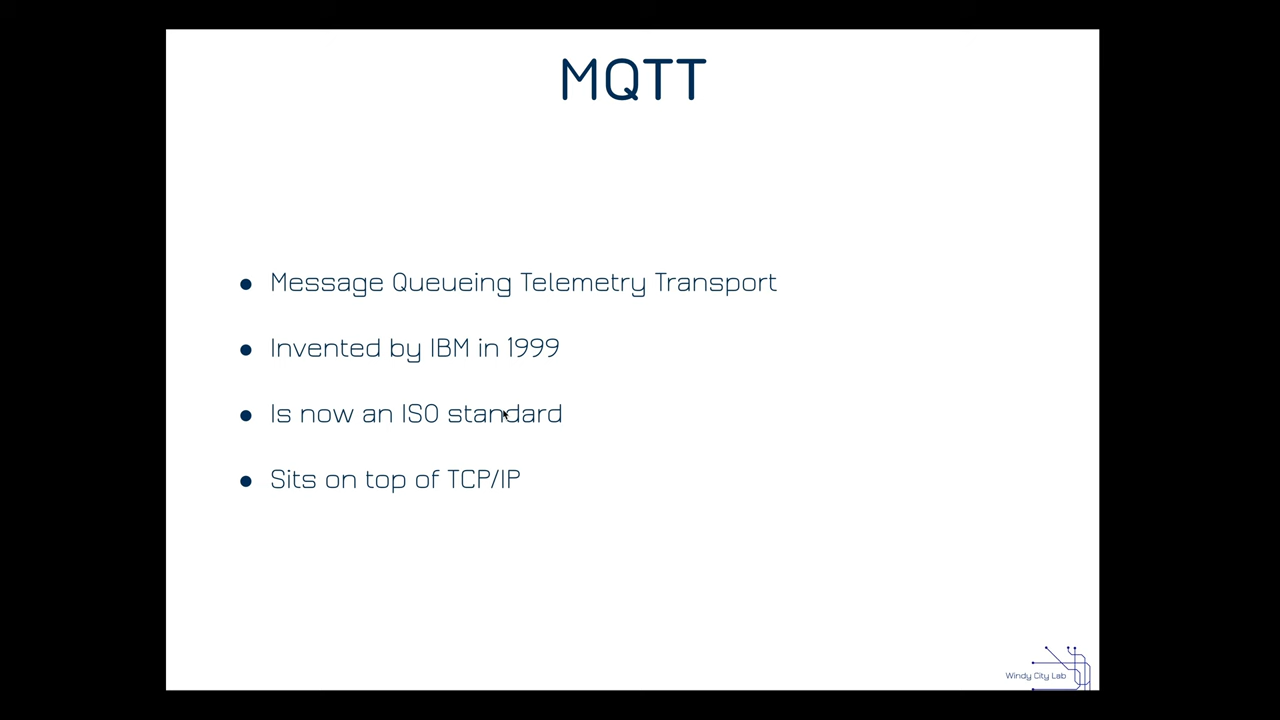 MQTT
● Message Queueing Telemetry Transport
● Invented by IBM in 1999
● Is now an ISO standard
● Sits on top of TCP/IP
Windy City Lab